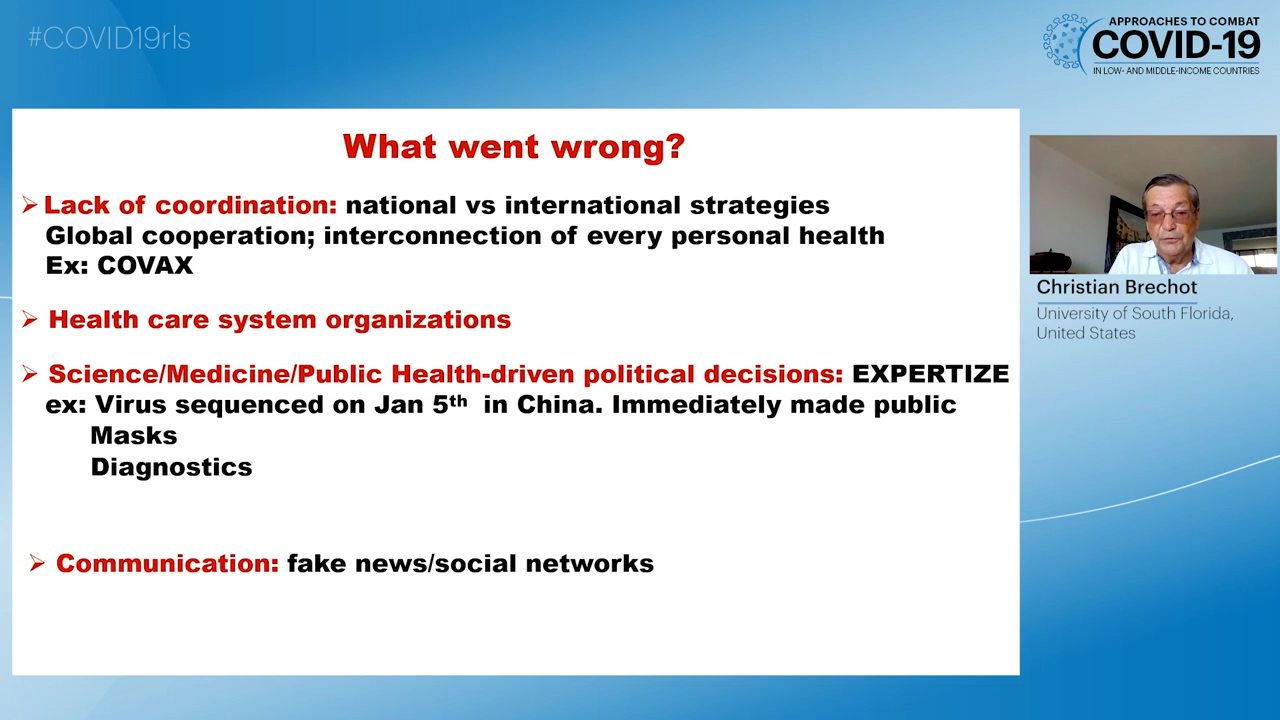 #COVID19rls
APPROACHES TO COMBAT
COVID-19
IN LOW- AND MIDDLE-INCOME COUNTRIES
What went wrong?
➢ Lack of coordination: national vs international strategies
Global cooperation; interconnection of every personal health
Ex: COVAX
➢ Health care system organizations
➢ Science/Medicine/Public Health-driven political decisions: EXPERTIZE
ex: Virus sequenced on Jan 5th in China. Immediately made public
Masks
Diagnostics
➢ Communication: fake news/social networks
Christian Brechot
University of South Florida,
United States